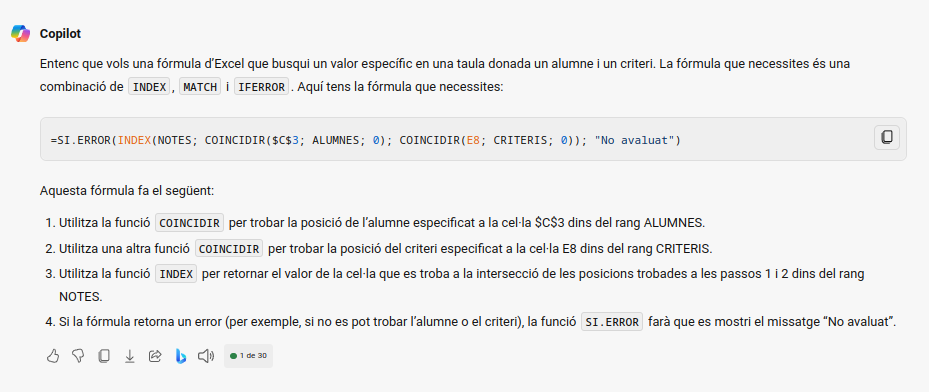 Copilot
Entenc que vols una fórmula d’Excel que busqui un valor específic en una taula donada un alumne i un criteri. La fórmula que necessites és una
combinació de INDEX, MATCH i IFERROR. Aquí tens la fórmula que necessites:
=SI.ERROR(INDEX(NOTES; COINCIDIR($C$3; ALUMNES; 0); COINCIDIR(E8; CRITERIS; 0)); "No avaluat")
Aquesta fórmula fa el següent:
1. Utilitza la funció COINCIDIR per trobar la posició de l’alumne especificat a la cel·la $C$3 dins del rang ALUMNES.
2. Utilitza una altra funció COINCIDIR per trobar la posició del criteri especificat a la cel·la E8 dins del rang CRITERIS.
3. Utilitza la funció INDEX per retornar el valor de la cel·la que es troba a la intersecció de les posicions trobades a les passos 1 i 2 dins del rang
NOTES.
4. Si la fórmula retorna un error (per exemple, si no es pot trobar l’alumne o el criteri), la funció SI.ERROR farà que es mostri el missatge “No avaluat”.
1 de 30